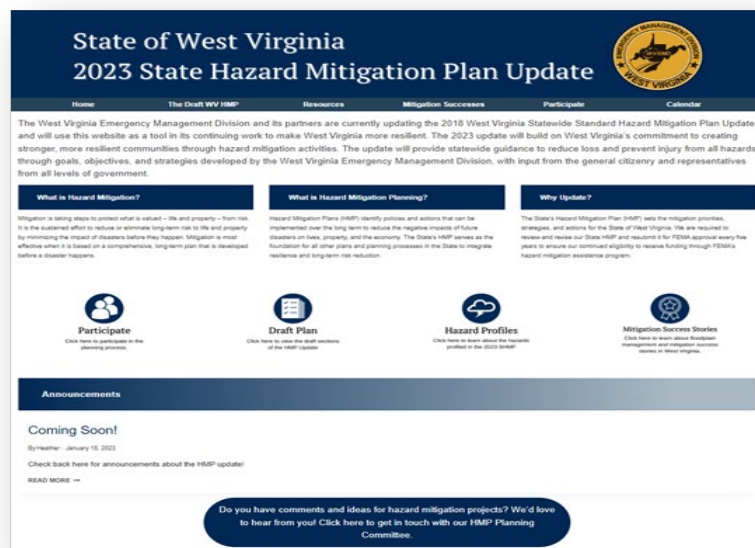 State of West Virginia
2023 State Hazard Mitigation Plan Update
EMERGENCY MANAGEMENT DIVISION
WEST VIRGINIA
Home
The Draft WV HMP
Resources
Mitigation Successes
Participate
Calendar
The West Virginia Emergency Management Division and its partners are currently updating the 2018 West Virginia Statewide Standard Hazard Mitigation Plan Update
and will use this website as a tool in its continuing work to make West Virginia more resilient. The 2023 update will build on West Virginia's commitment to creating
stronger, more resilient communities through hazard mitigation activities. The update will provide statewide guidance to reduce loss and prevent injury from all hazards
through goals, objectives, and strategies developed by the West Virginia Emergency Management Division, with input from the general citizenry and representatives
from all levels of government.
What is Hazard Mitigation?
Mitigation is taking steps to protect what is valued – life and property – from risk.
It is the sustained effort to reduce or eliminate long-term risk to life and property
by minimizing the impact of disasters before they happen. Mitigation is most
effective when it is based on a comprehensive, long-term plan that is developed
before a disaster happens.
What is Hazard Mitigation Planning?
Hazard Mitigation Plans (HMP) identify policies and actions that can be
implemented over the long term to reduce the negative impacts of future
disasters on lives, property, and the economy. The State's HMP serves as the
foundation for all other plans and planning processes in the State to integrate
resilience and long-term risk reduction.
Why Update?
The State's Hazard Mitigation Plan (HMP) sets the mitigation priorities,
strategies, and actions for the State of West Virginia. We are required to
review and revise our State HMP and resubmit it for FEMA approval every five
years to ensure our continued eligibility to receive funding through FEMA's
hazard mitigation assistance program.
Participate
Click here to participate in the
planning process.
Draft Plan
Click here to view the draft sections
of the HMP Update
Hazard Profiles
Click here to learn about the hazards
profiled in the 2023 SHMP
Mitigation Success Stories
Click here to learn about floodplain
management and mitigation success
stories in West Virginia.
Announcements
Coming Soon!
By Heather · January 18, 2023
Check back here for announcements about the HMP update!
READ MORE →
Do you have comments and ideas for hazard mitigation projects? We'd love
to hear from you! Click here to get in touch with our HMP Planning
Committee.